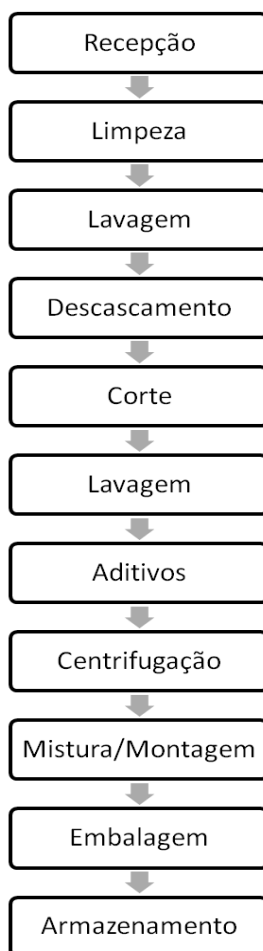 Recepção
Limpeza
Lavagem
Descascamento
Corte
Lavagem
Aditivos
Centrifugação
Mistura/Montagem
Embalagem
Armazenamento